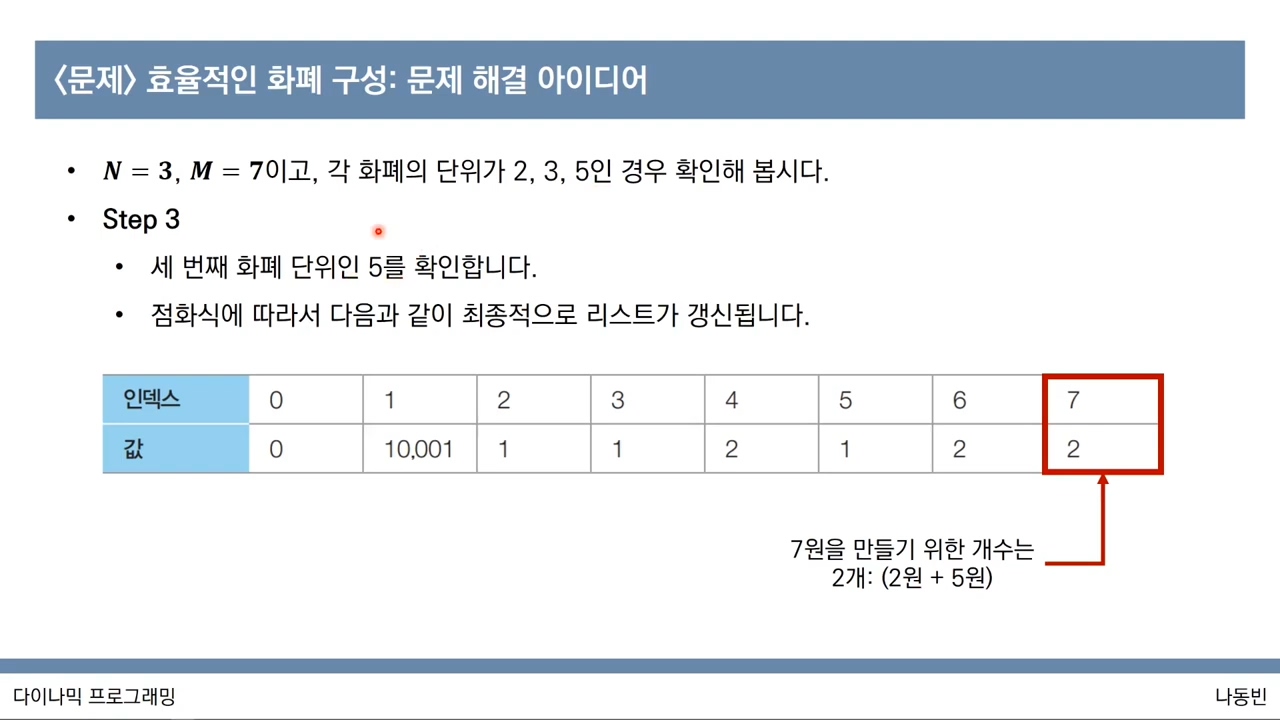 <문제> 효율적인 화폐 구성: 문제 해결 아이디어
• N = 3, M = 7이고, 각 화폐의 단위가 2, 3, 5인 경우 확인해 봅시다.
• Step 3
• 세 번째 화폐 단위인 5를 확인합니다.
• 점화식에 따라서 다음과 같이 최종적으로 리스트가 갱신됩니다.
인덱스 0 1 2 3 4 5 6 7
값 0 10,001 1 1 2 1 2 2
7원을 만들기 위한 개수는
2개: (2원 + 5원)
다이나믹 프로그래밍 나동빈